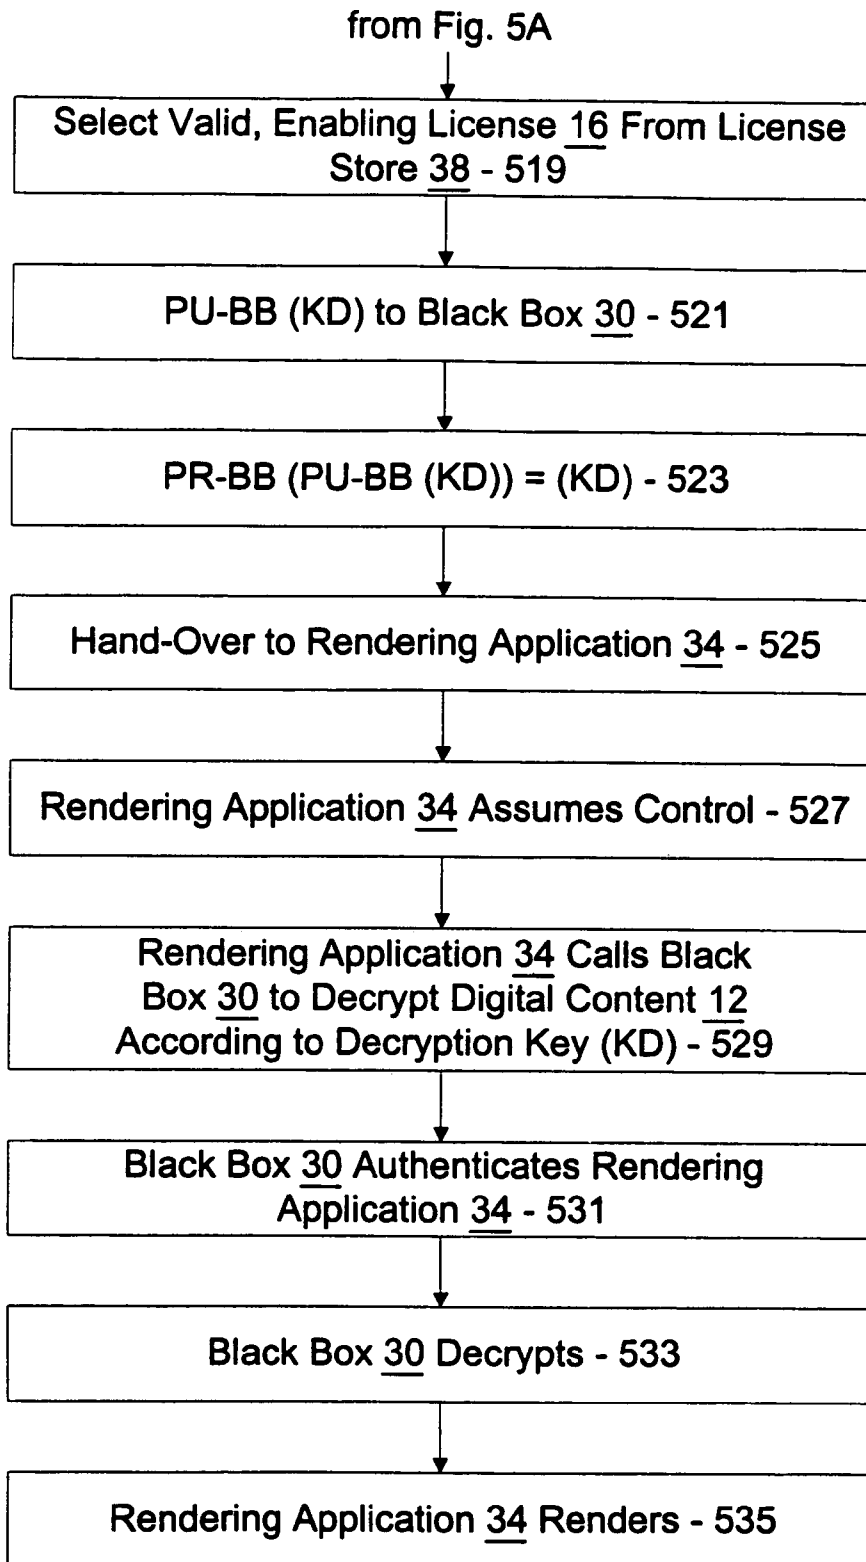 from Fig. 5A
Select Valid, Enabling License 16 From License
Store 38 - 519
PU-BB (KD) to Black Box 30 - 521
PR-BB (PU-BB (KD)) = (KD) - 523
Hand-Over to Rendering Application 34 - 525
Rendering Application 34 Assumes Control - 527
Rendering Application 34 Calls Black
Box 30 to Decrypt Digital Content 12
According to Decryption Key (KD) - 529
Black Box 30 Authenticates Rendering
Application 34 - 531
Black Box 30 Decrypts - 533
Rendering Application 34 Renders - 535